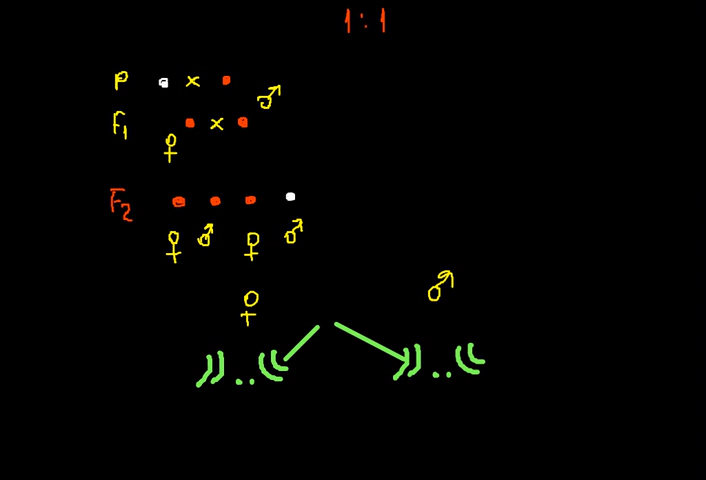 1:1
P x
♂
F1 x
♀
F2
♀ ♂ ♀ ♂
♀ ♂